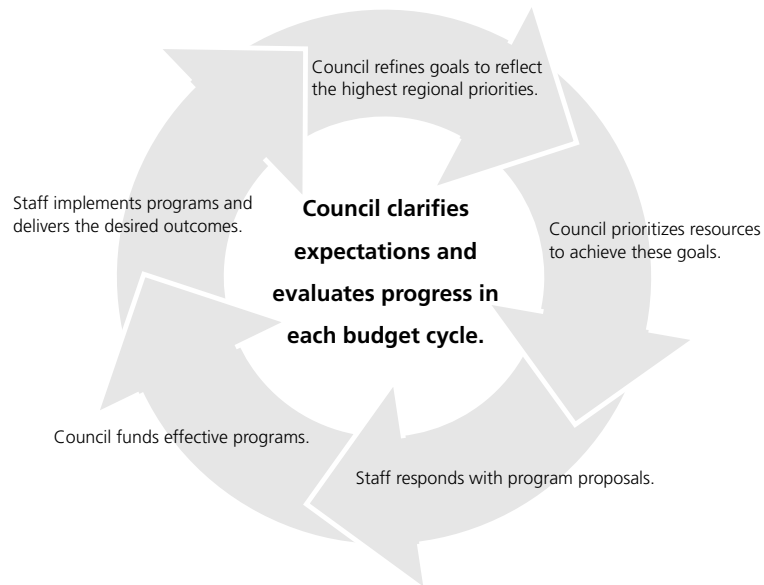 Council refines goals to reflect
the highest regional priorities.
Council prioritizes resources
to achieve these goals.
Staff responds with program proposals.
Council funds effective programs.
Staff implements programs and
delivers the desired outcomes.
Council clarifies
expectations and
evaluates progress in
each budget cycle.